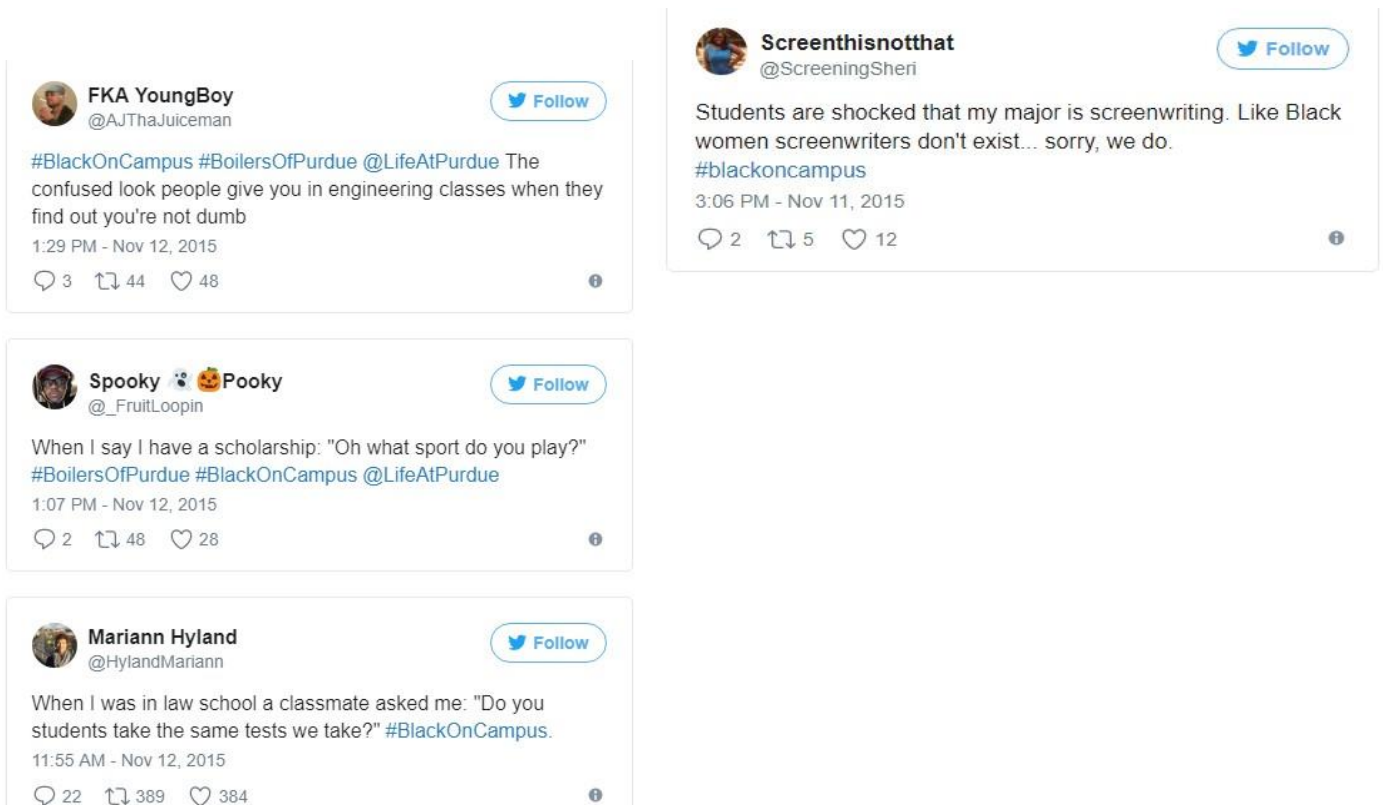 FKA YoungBoy
@AJThaJuiceman
Follow
#BlackOnCampus #BoilersOfPurdue @LifeAtPurdue The
confused look people give you in engineering classes when they
find out you're not dumb
1:29 PM - Nov 12, 2015
3 44 48
Spooky 👻🎃Pooky
@_FruitLoopin
Follow
When I say I have a scholarship: "Oh what sport do you play?"
#BoilersOfPurdue #BlackOnCampus @LifeAtPurdue
1:07 PM - Nov 12, 2015
2 48 28
Mariann Hyland
@HylandMariann
Follow
When I was in law school a classmate asked me: "Do you
students take the same tests we take?" #BlackOnCampus.
11:55 AM - Nov 12, 2015
22 389 384
Screenthisnotthat
@ScreeningSheri
Follow
Students are shocked that my major is screenwriting. Like Black
women screenwriters don't exist... sorry, we do.
#blackoncampus
3:06 PM - Nov 11, 2015
2 5 12